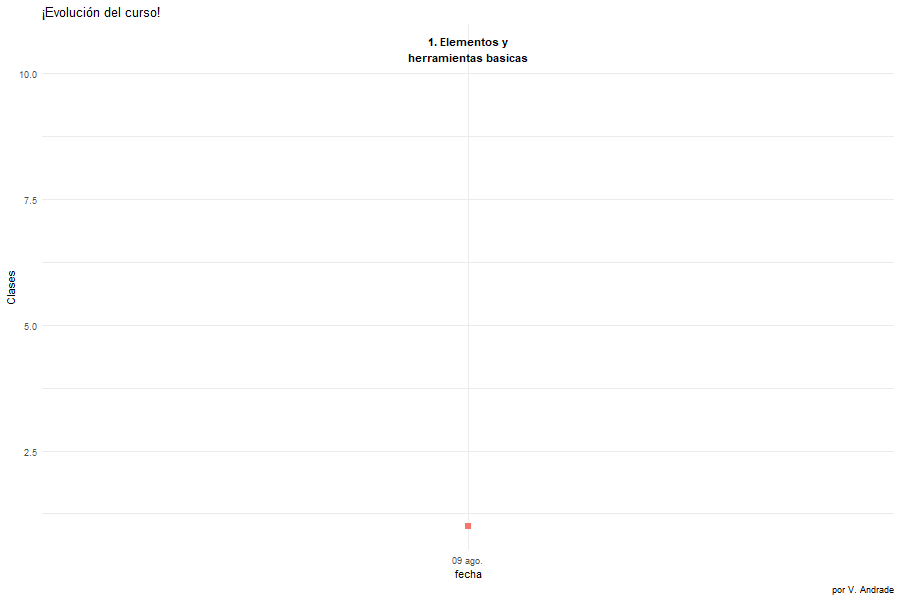 ¡Evolución del curso!
1. Elementos y
herramientas basicas
10.0
7.5
5.0
2.5
Clases
09 ago.
fecha
por V. Andrade